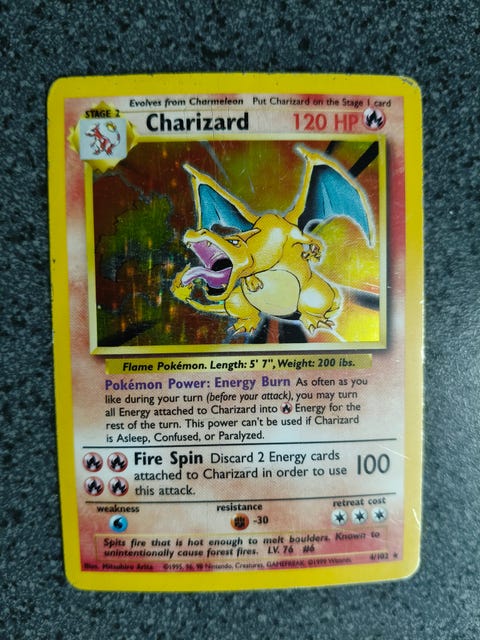 Evolves from Charmeleon Put Charizard on the Stage 1 card
STAGE 2
Charizard 120 HP
Flame Pokémon. Length: 5' 7", Weight: 200 lbs.
Pokémon Power: Energy Burn As often as you
like during your turn (before your attack), you may turn
all Energy attached to Charizard into Energy for the
rest of the turn. This power can't be used if Charizard
is Asleep, Confused, or Paralyzed.
Fire Spin Discard 2 Energy cards
attached to Charizard in order to use 100
this attack.
weakness resistance retreat cost
-30
Spits fire that is hot enough to melt boulders. Known to
unintentionally cause forest fires. LV. 76 #6
Illus. Mitsuhiro Arita ©1995, 96, 98 Nintendo, Creatures, GAMEFREAK. ©1999 Wizards. 4/102 ★